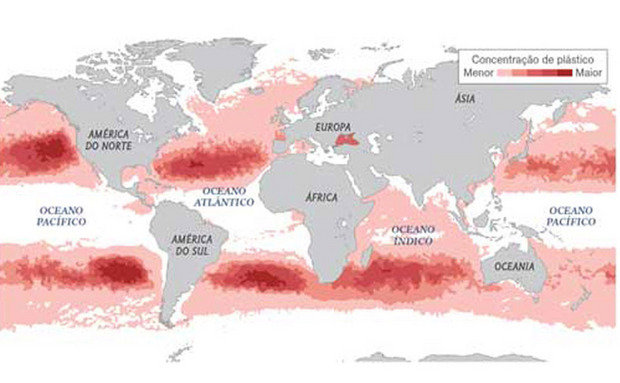 Concentração de plástico
Menor Maior
ÁSIA
EUROPA
AMÉRICA
DO NORTE
OCEANO
ATLÂNTICO
ÁFRICA
OCEANO
PACÍFICO
OCEANO
PACÍFICO
OCEANO
ÍNDICO
AMÉRICA
DO SUL
OCEANIA